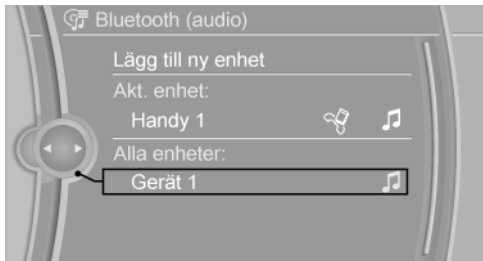 Bluetooth (audio)
Lägg till ny enhet
Akt. enhet:
Handy 1
Alla enheter:
Gerät 1